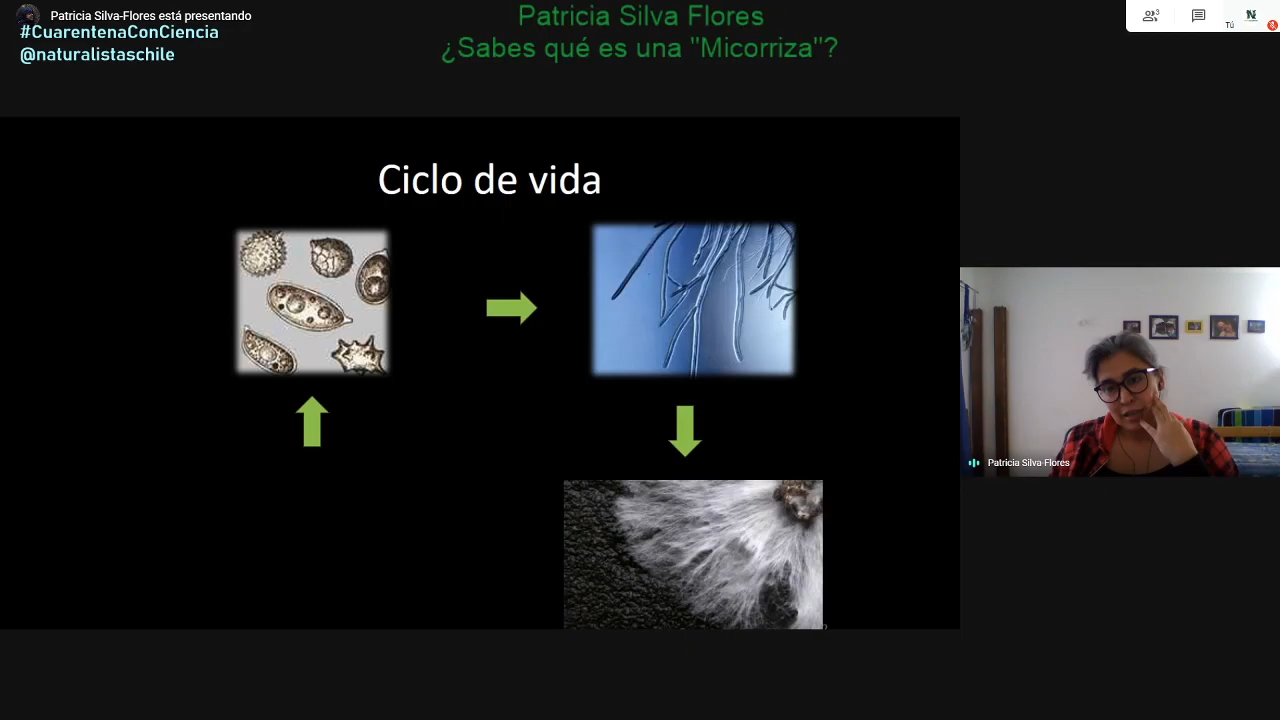 Patricia Silva-Flores está presentando
#CuarentenaConCiencia
@naturalistaschile
Patricia Silva Flores
¿Sabes qué es una "Micorriza"?
3
Tú
N
Ciclo de vida
Patricia Silva-Flores